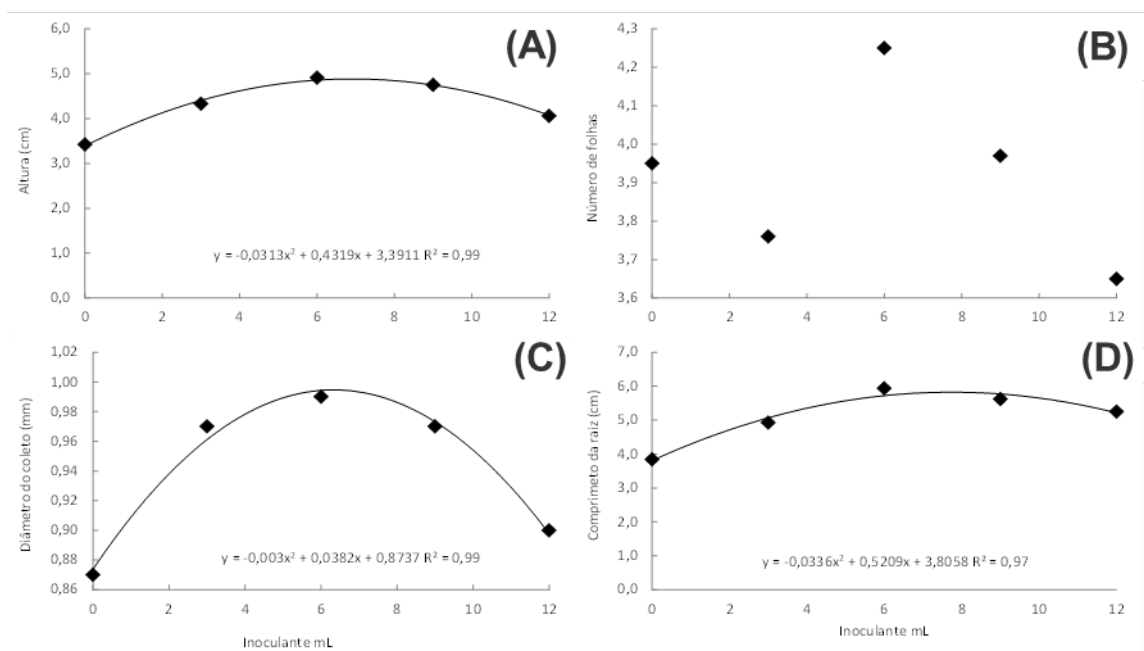 (A)
Altura (cm)
6,0
5,0
4,0
3,0
2,0
1,0
0,0
y = -0,0313x² + 0,4319x + 3,3911 R² = 0,99
0 2 4 6 8 10 12
(B)
Número de folhas
4,3
4,2
4,1
4,0
3,9
3,8
3,7
3,6
0 2 4 6 8 10 12
(C)
Diâmetro do coleto (mm)
1,02
1,00
0,98
0,96
0,94
0,92
0,90
0,88
0,86
y = -0,003x² + 0,0382x + 0,8737 R² = 0,99
0 2 4 6 8 10 12
Inoculante mL
(D)
Comprimeto da raiz (cm)
7,0
6,0
5,0
4,0
3,0
2,0
1,0
0,0
y = -0,0336x² + 0,5209x + 3,8058 R² = 0,97
0 2 4 6 8 10 12
Inoculante mL